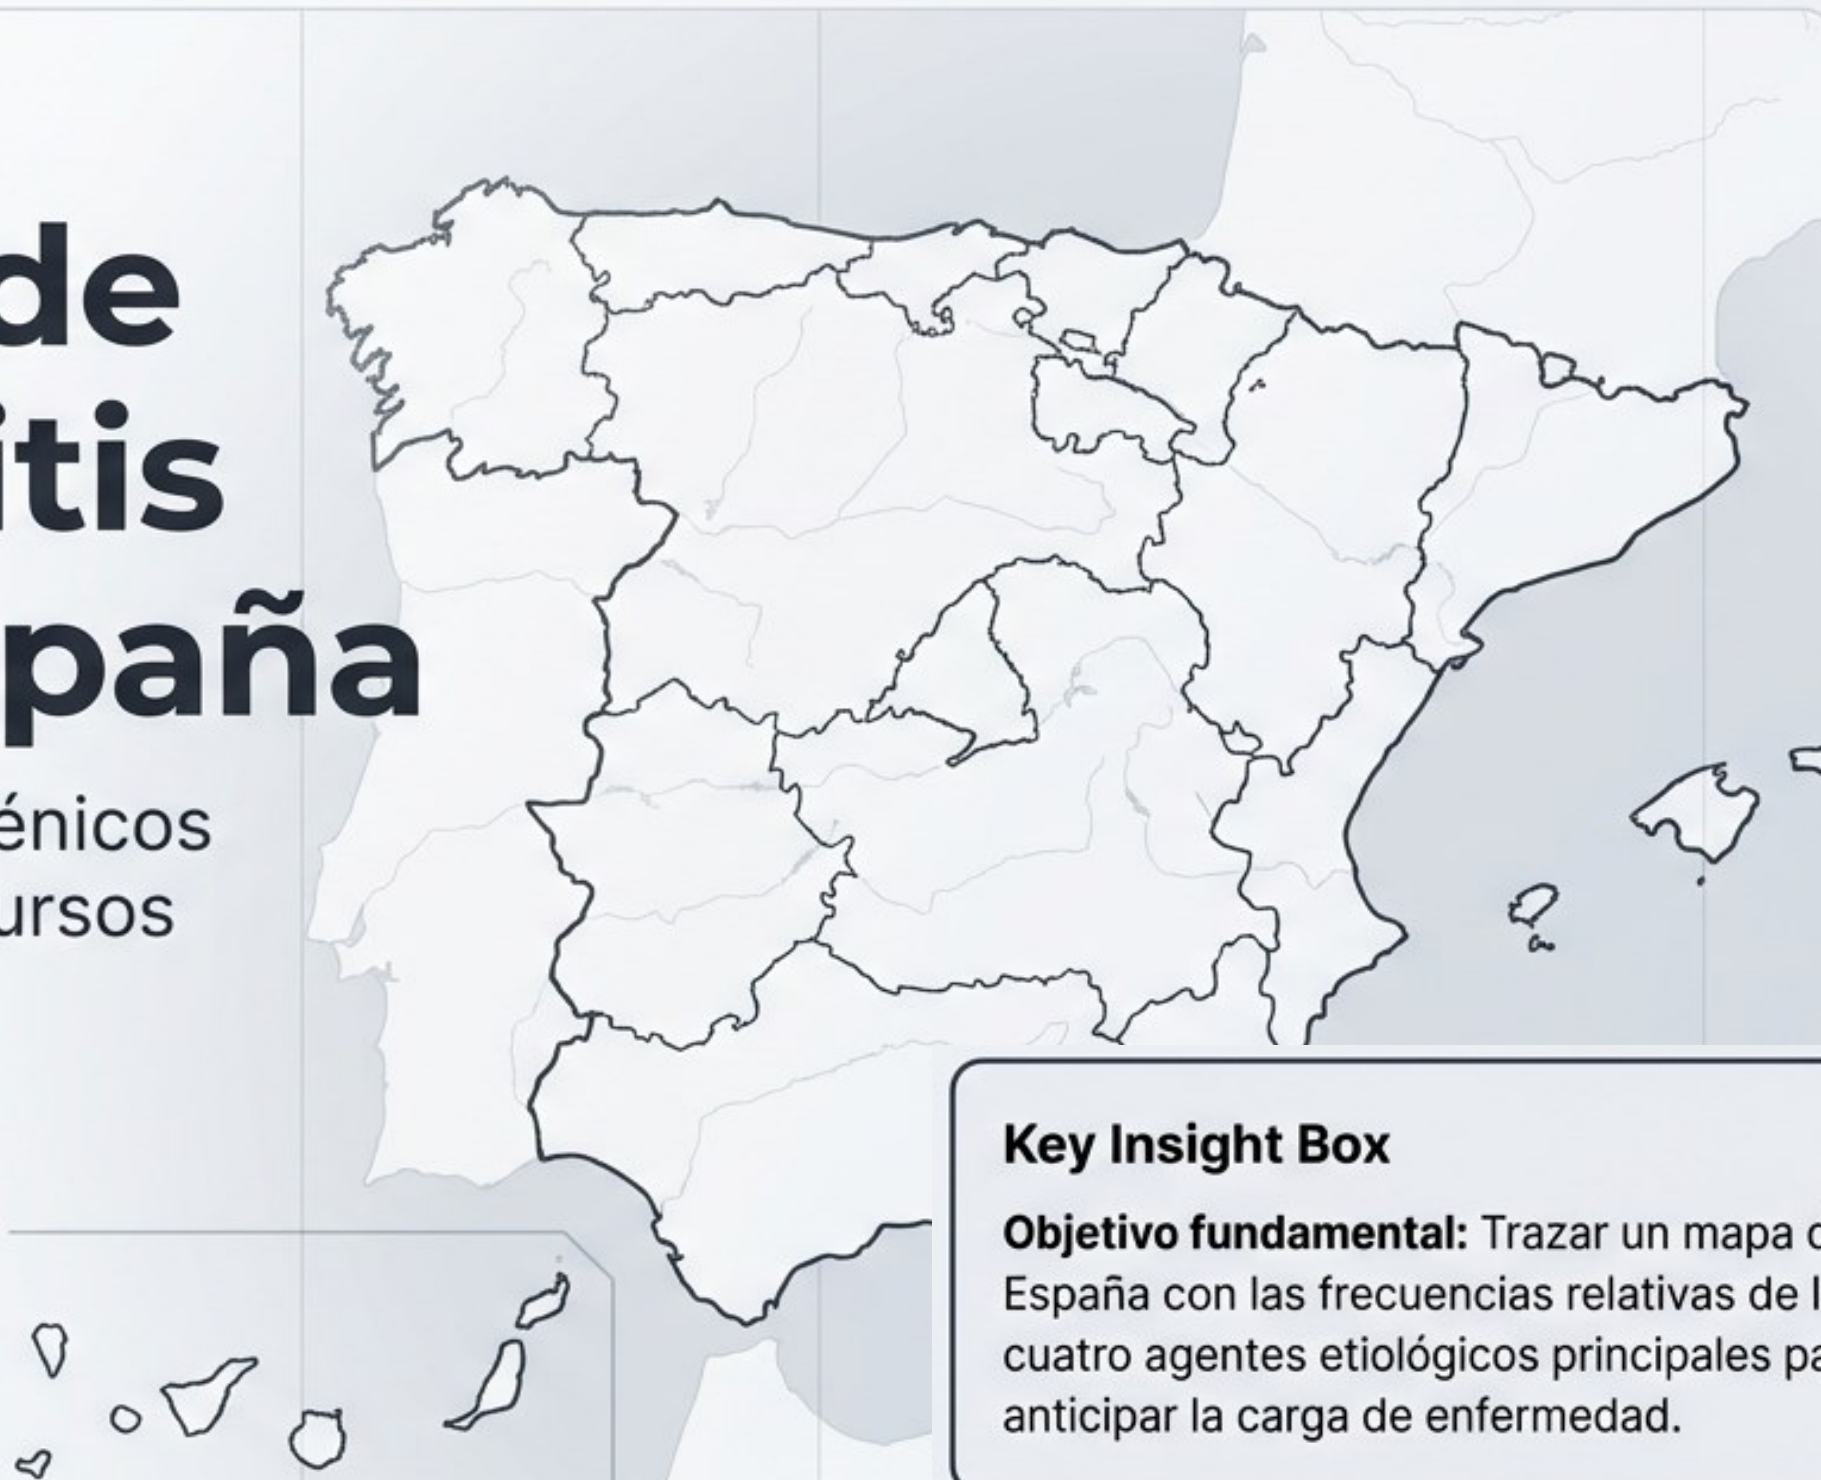 de
itis
paña
énicos
ursos
Key Insight Box
Objetivo fundamental: Trazar un mapa
España con las frecuencias relativas de
cuatro agentes etiológicos principales
anticipar la carga de enfermedad.